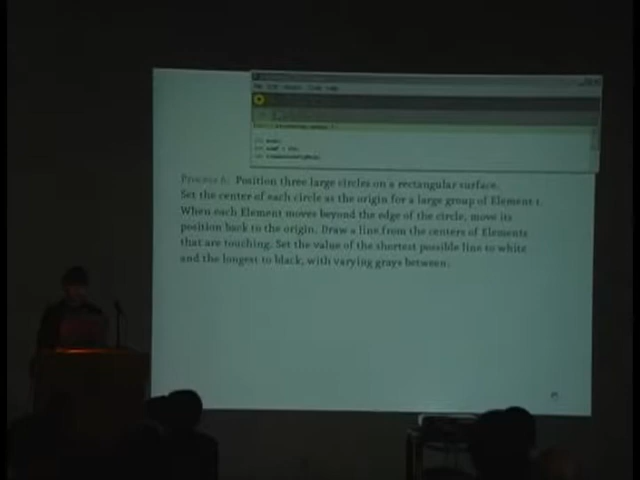 Process 6. Position three large circles on a rectangular surface.
Set the center of each circle as the origin for a large group of Element 1.
When each Element moves beyond the edge of the circle, move its
position back to the origin. Draw a line from the centers of Elements
that are touching. Set the value of the shortest possible line to white
and the longest to black, with varying grays between.